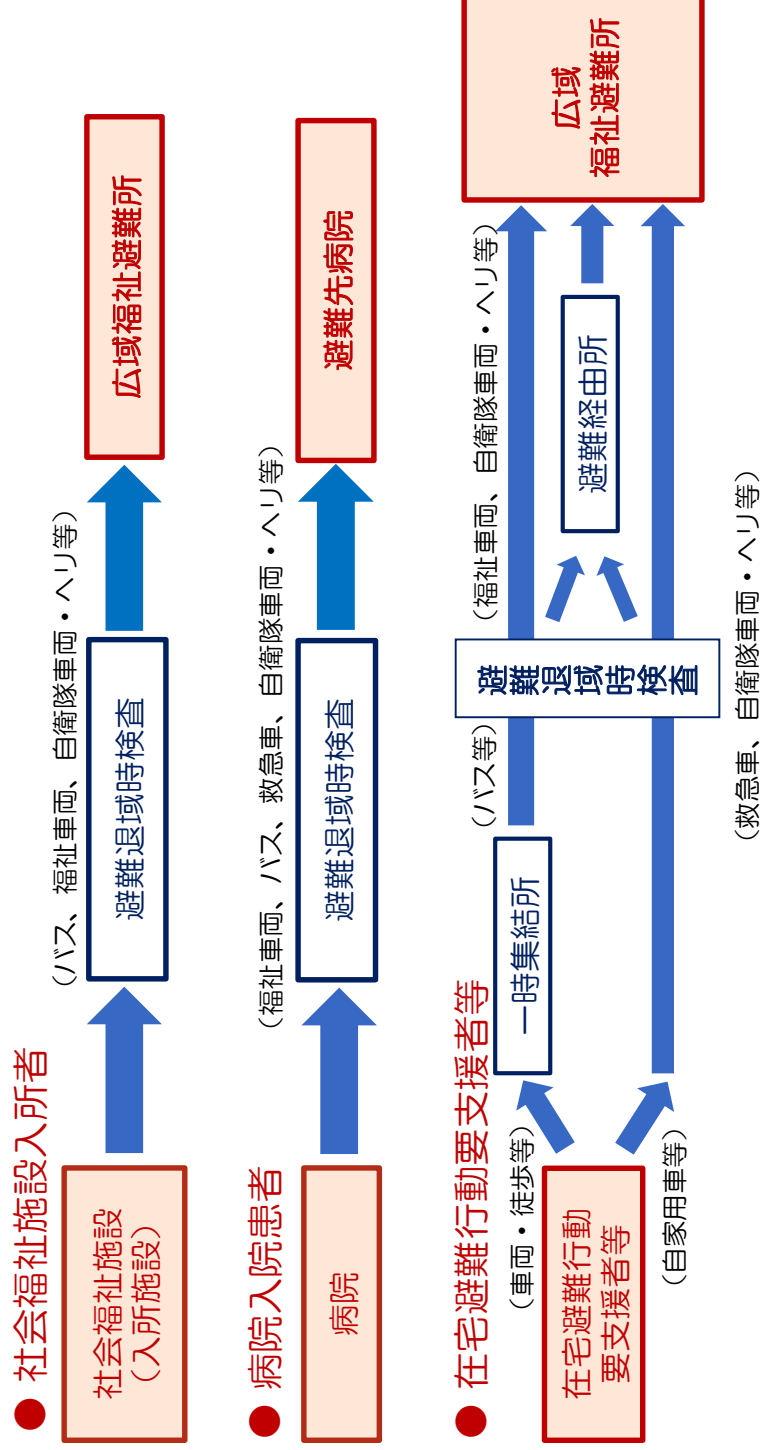 ● 社会福祉施設入所者
社会福祉施設
（入所施設）
避難退域時検査
（バス、福祉車両、自衛隊車両・ヘリ等）
広域福祉避難所
● 病院入院患者
病院
避難退域時検査
（福祉車両、バス、救急車、自衛隊車両・ヘリ等）
避難先病院
● 在宅避難行動要支援者等
在宅避難行動
要支援者等
（車両・徒歩等）
（自家用車等）
一時集結所
（バス等）
避難退域時検査
（福祉車両、自衛隊車両・ヘリ等）
避難経由所
（救急車、自衛隊車両・ヘリ等）
広域
福祉避難所